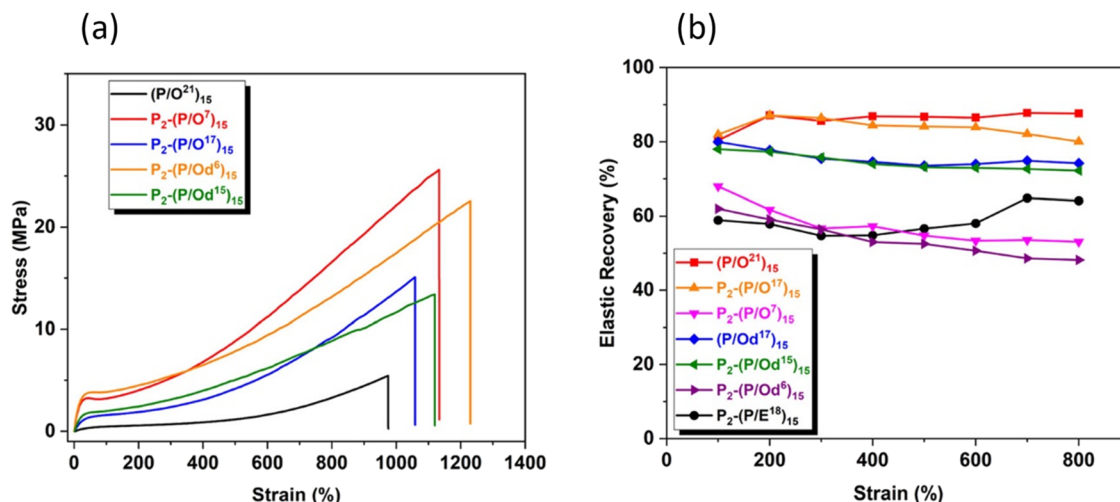 (a)
(b)
Stress (MPa)
30
20
10
0
(P/O²¹)₁₅
P₂-(P/O⁷)₁₅
P₂-(P/O¹⁷)₁₅
P₂-(P/Od⁶)₁₅
P₂-(P/Od¹⁵)₁₅
0 200 400 600 800 1000 1200 1400
Strain (%)
Elastic Recovery (%)
100
80
60
40
20
0
(P/O²¹)₁₅
P₂-(P/O¹⁷)₁₅
P₂-(P/O⁷)₁₅
(P/Od¹⁷)₁₅
P₂-(P/Od¹⁵)₁₅
P₂-(P/Od⁶)₁₅
P₂-(P/E¹⁸)₁₅
0 200 400 600 800
Strain (%)